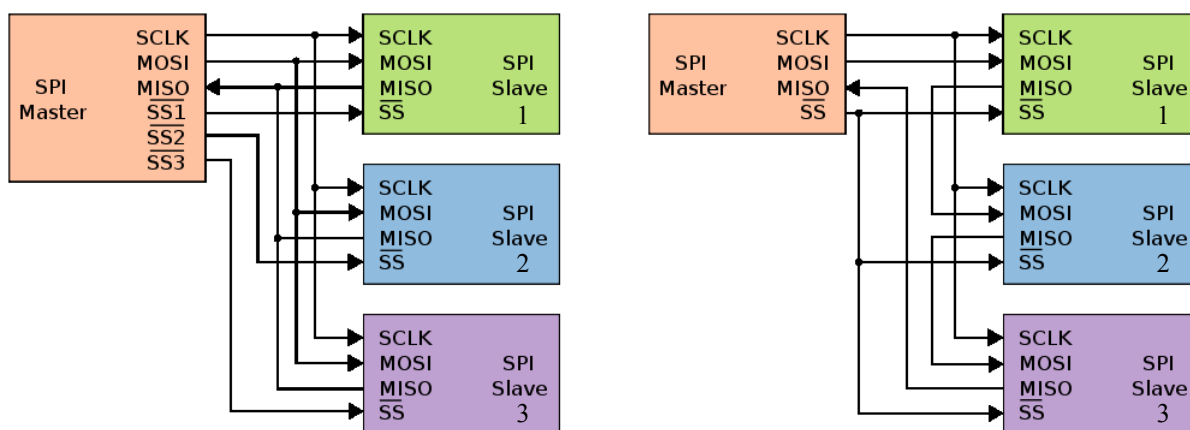 SPI
Master
SCLK
MOSI
MISO
SS1
SS2
SS3
SCLK
MOSI
MISO
SS
SPI
Slave
1
SCLK
MOSI
MISO
SS
SPI
Slave
2
SCLK
MOSI
MISO
SS
SPI
Slave
3
SPI
Master
SCLK
MOSI
MISO
SS
SCLK
MOSI
MISO
SS
SPI
Slave
1
SCLK
MOSI
MISO
SS
SPI
Slave
2
SCLK
MOSI
MISO
SS
SPI
Slave
3